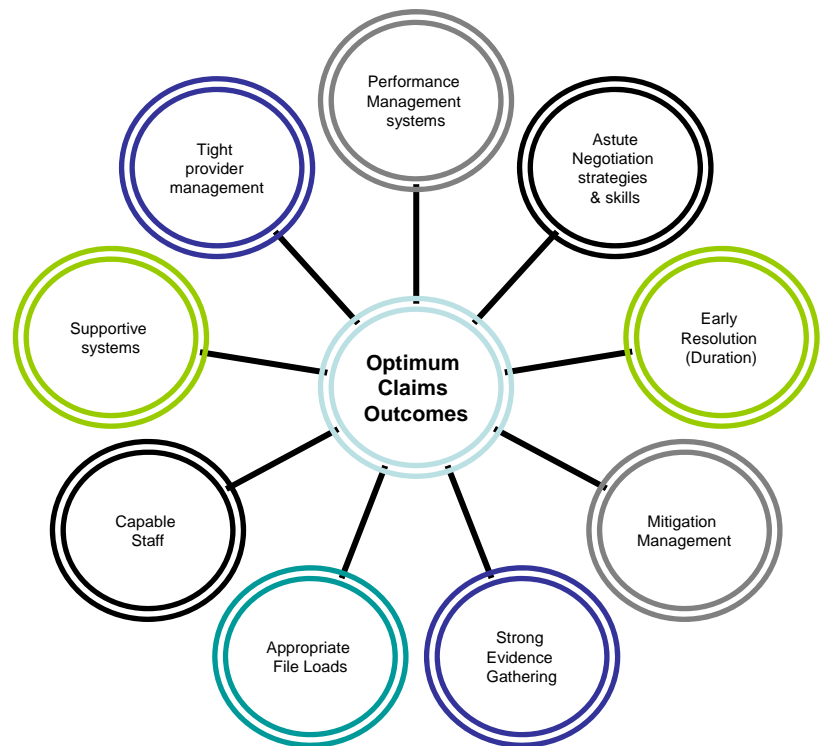 Performance
Management
systems
Astute
Negotiation
strategies
& skills
Early
Resolution
(Duration)
Mitigation
Management
Strong
Evidence
Gathering
Appropriate
File Loads
Capable
Staff
Supportive
systems
Tight
provider
management
Optimum
Claims
Outcomes